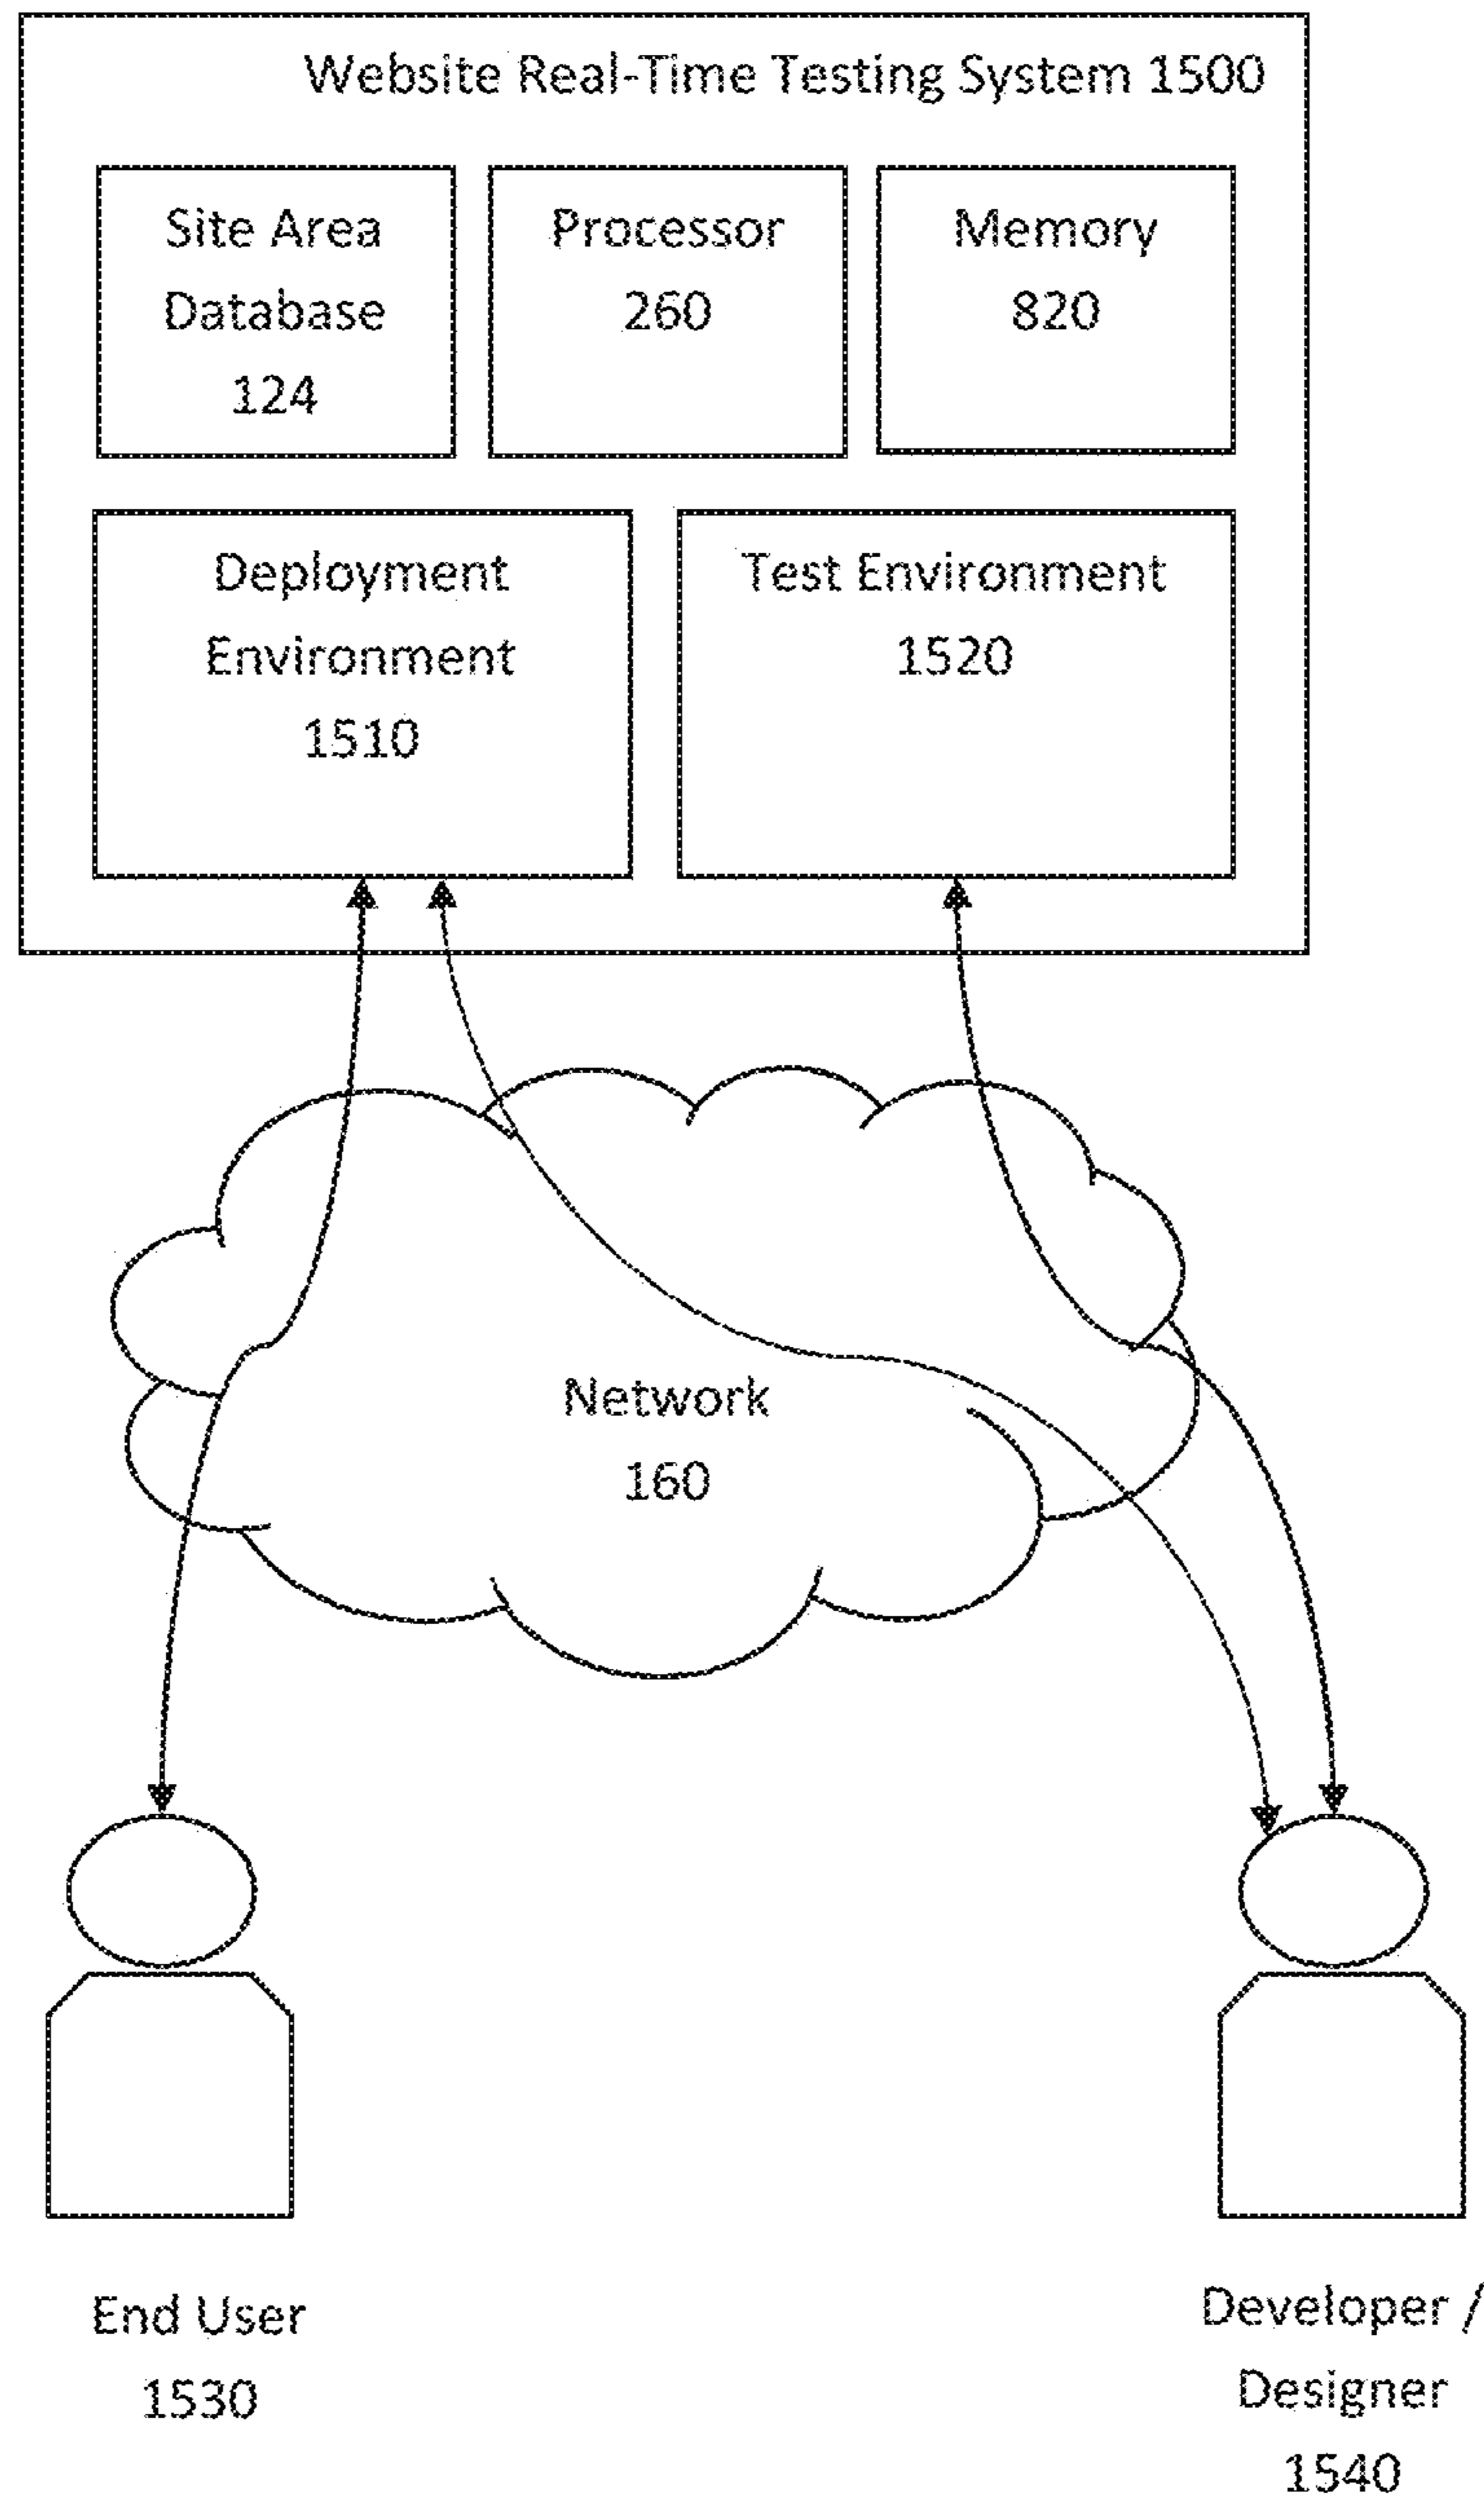 Website Real-Time Testing System 1500
Site Area
Database
124
Processor
260
Memory
820
Deployment
Environment
1510
Test Environment
1520
Network
160
End User
1530
Developer /
Designer
1540